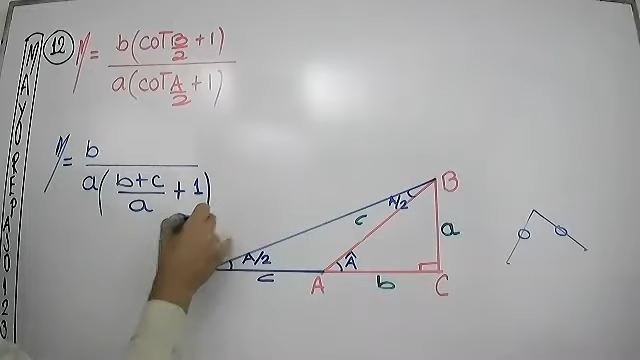 12
M = b(cot B/2 + 1)
a(cot A/2 + 1)
M = b
a(b+c/a + 1)
B
A/2
c
a
A/2
Â
c
A
b
C